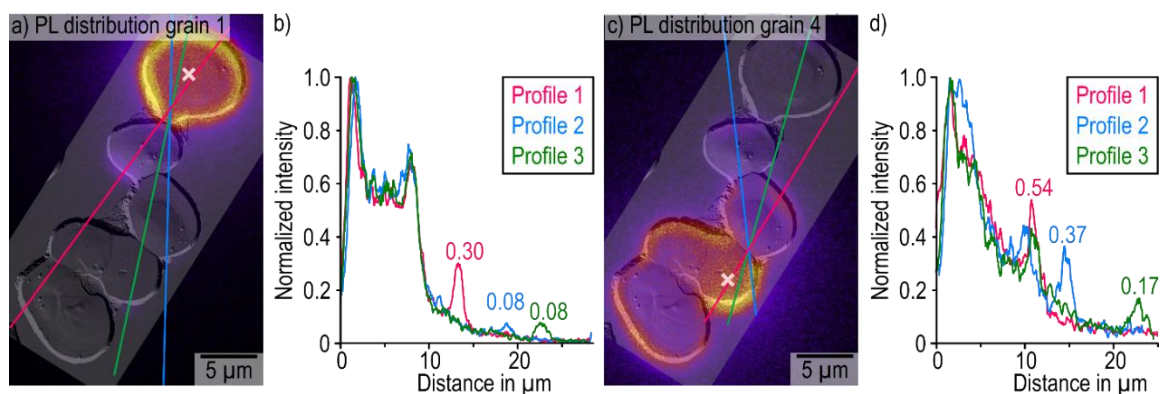 a) PL distribution grain 1
5 µm
b)
Normalized intensity
1.0
0.8
0.6
0.4
0.2
0
0
10
20
Distance in µm
Profile 1
Profile 2
Profile 3
0.30
0.08
0.08
c) PL distribution grain 4
5 µm
d)
Normalized intensity
1.0
0.8
0.6
0.4
0.2
0
0
10
20
Distance in µm
Profile 1
Profile 2
Profile 3
0.54
0.37
0.17